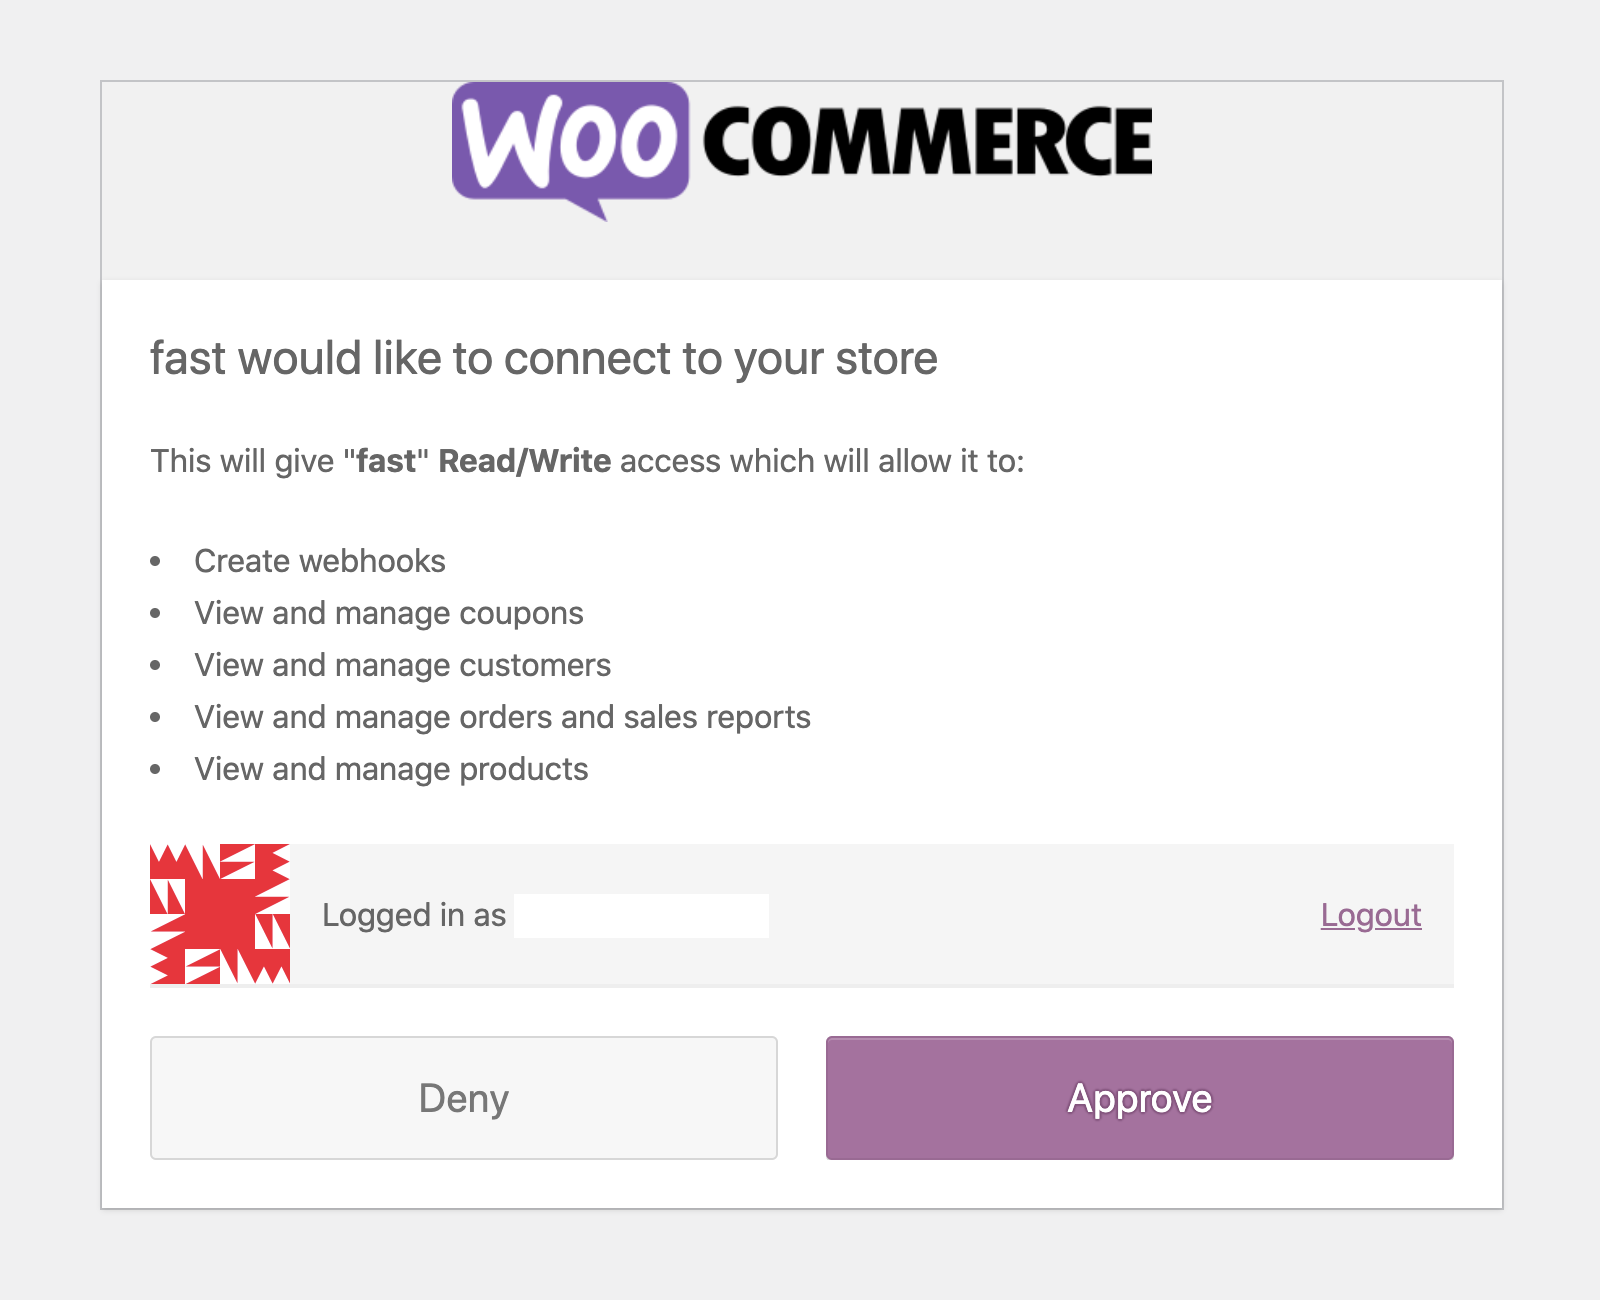 WOO COMMERCE
fast would like to connect to your store
This will give "fast" Read/Write access which will allow it to:
• Create webhooks
• View and manage coupons
• View and manage customers
• View and manage orders and sales reports
• View and manage products
Logged in as Logout
Deny Approve